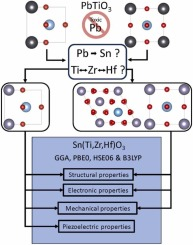 PbTiO3
Toxic
Pb
Pb ➡ Sn ?
Ti↔Zr↔Hf ?
Sn(Ti,Zr,Hf)O3
GGA, PBE0, HSE06 & B3LYP
Structural properties
Electronic properties
Mechanical properties
Piezoelectric properties